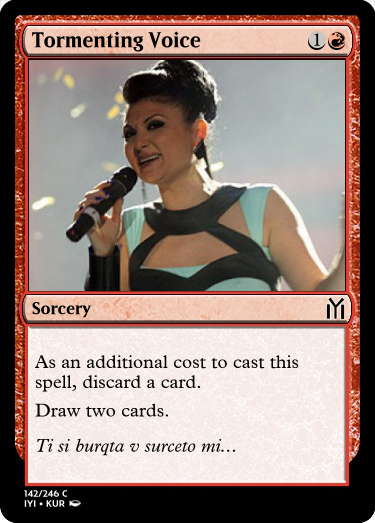 Tormenting Voice 1
Sorcery
As an additional cost to cast this
spell, discard a card.
Draw two cards.
Ti si burqta v surceto mi...
142/246 C
IYI • KUR